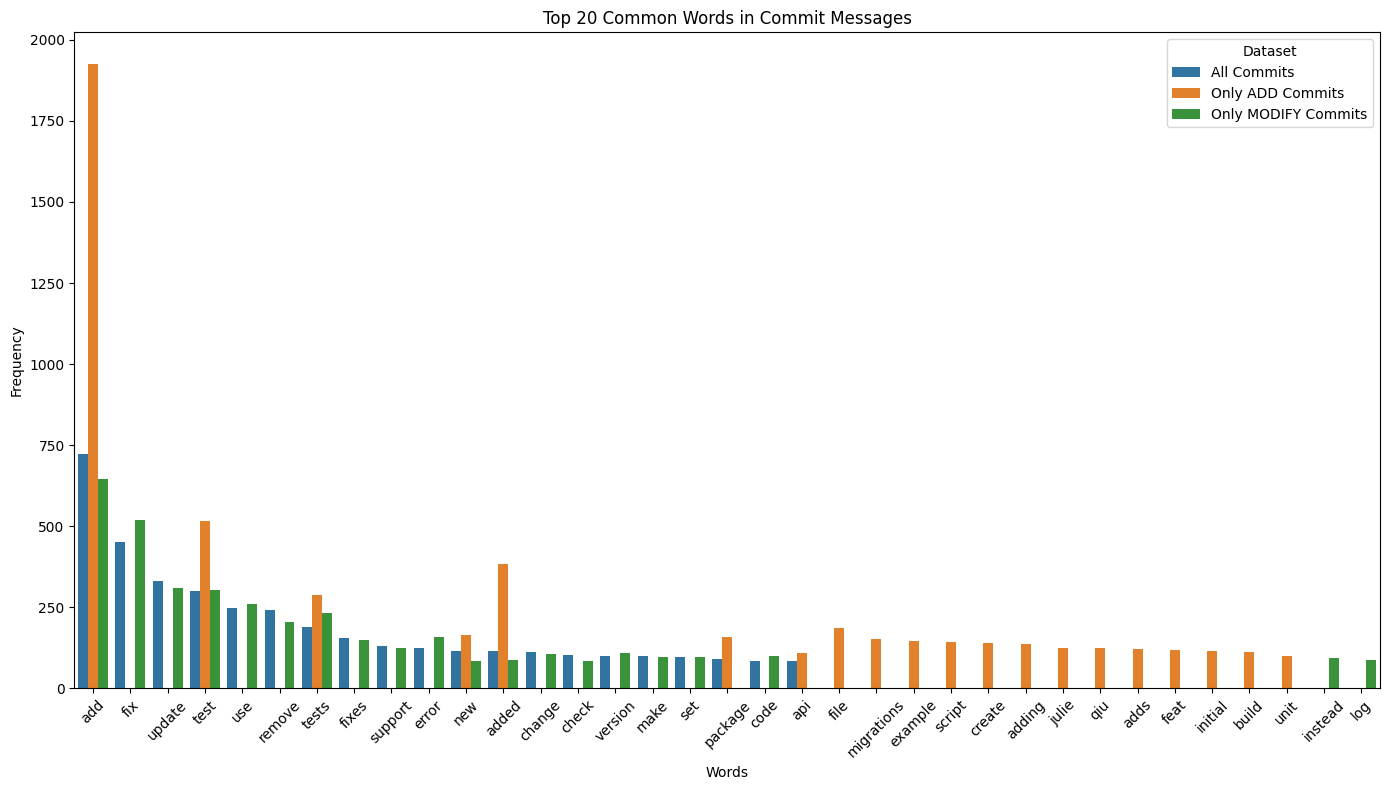 Top 20 Common Words in Commit Messages
Dataset
All Commits
Only ADD Commits
Only MODIFY Commits
Frequency
2000
1750
1500
1250
1000
750
500
250
0
add
fix
update
test
use
remove
tests
fixes
support
error
new
added
change
check
version
make
set
package
code
api
file
migrations
example
script
create
adding
julie
qiu
adds
feat
initial
build
unit
instead
log
Words